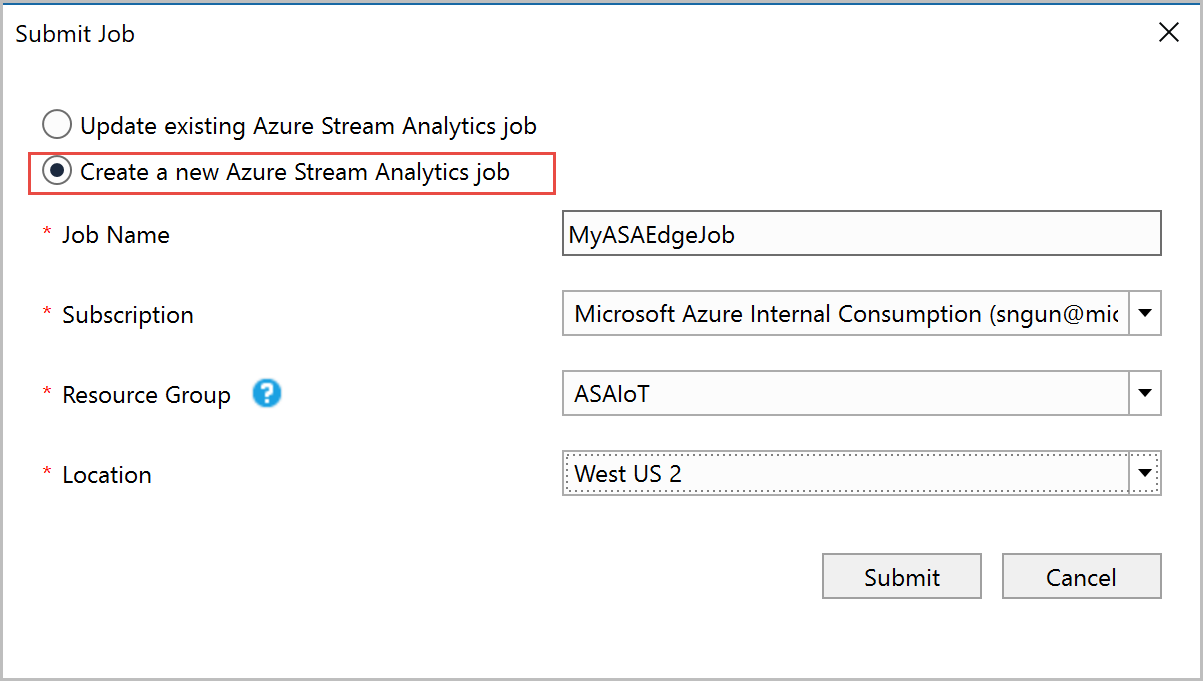 Submit Job
Update existing Azure Stream Analytics job
Create a new Azure Stream Analytics job
* Job Name
MyASAEdgeJob
* Subscription
Microsoft Azure Internal Consumption (sngun@mic
* Resource Group ?
ASAIoT
* Location
West US 2
Submit
Cancel